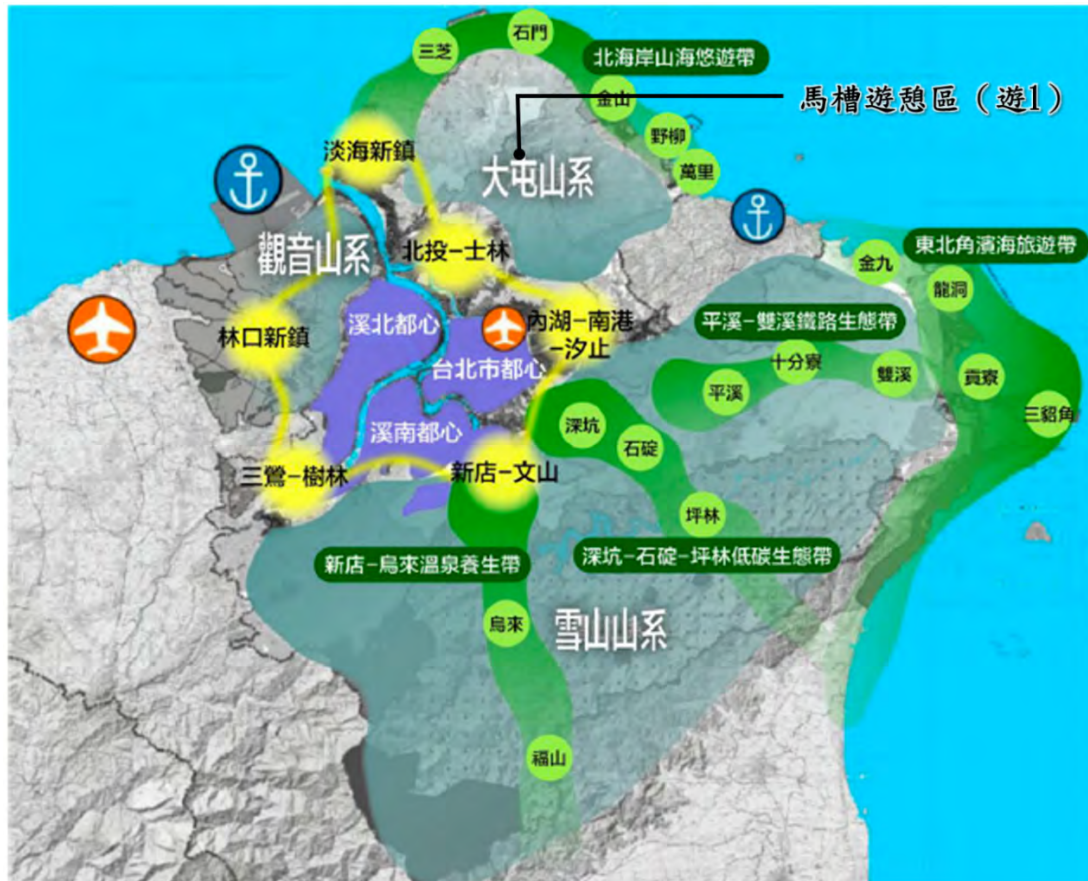 石門
三芝
北海岸山海悠遊帶
金山
馬槽遊憩區（遊1）
野柳
淡海新鎮
萬里
大屯山系
北投-士林
觀音山系
東北角濱海旅遊帶
金九
龍洞
溪北都心
內湖-南港
-汐止
平溪-雙溪鐵路生態帶
林口新鎮
台北市都心
十分寮
雙溪
貢寮
平溪
三貂角
溪南都心
深坑
石碇
三鶯-樹林
新店-文山
坪林
新店-烏來溫泉養生帶
深坑-石碇-坪林低碳生態帶
烏來
雪山山系
福山